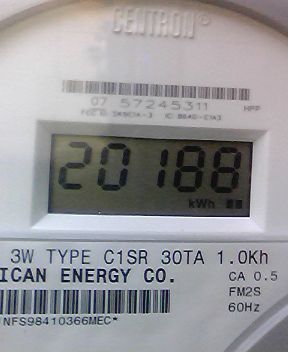 CENTRON®
07 57245311 HPP
20188
kWh
3W TYPE C1SR 30TA 1.0Kh
ICAN ENERGY CO. CA 0.5
FM2S
NFS98410366MEC* 60Hz